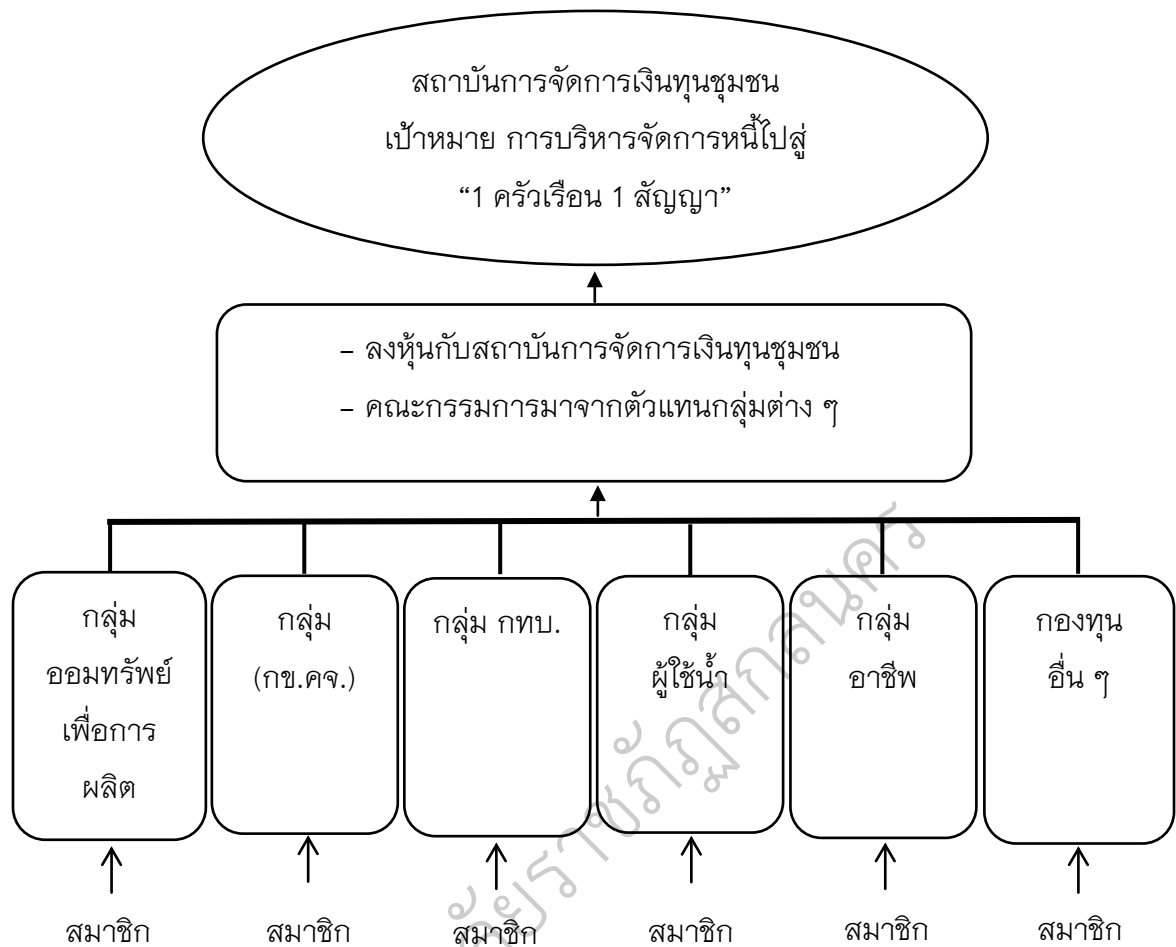 สถาบันการจัดการเงินทุนชุมชน
เป้าหมาย การบริหารจัดการหนี้ไปสู่
“1 ครัวเรือน 1 สัญญา”
– ลงหุ้นกับสถาบันการจัดการเงินทุนชุมชน
– คณะกรรมการมาจากตัวแทนกลุ่มต่าง ๆ
กลุ่ม
ออมทรัพย์
เพื่อการ
ผลิต
กลุ่ม
(กข.คจ.)
กลุ่ม กทบ.
กลุ่ม
ผู้ใช้น้ำ
กลุ่ม
อาชีพ
กองทุน
อื่น ๆ
สมาชิก
สมาชิก
สมาชิก
สมาชิก
สมาชิก
สมาชิก